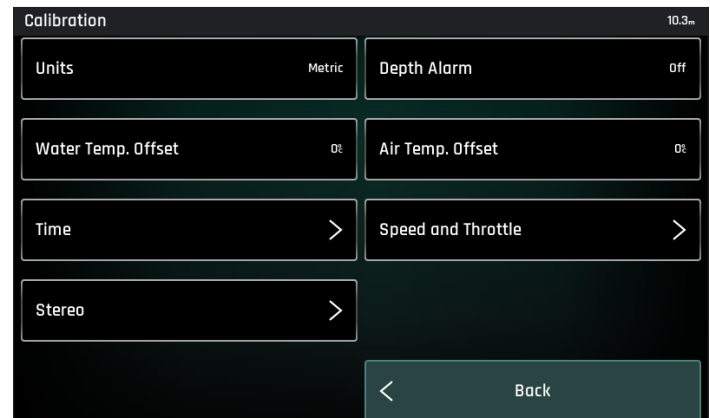 Calibration 10.3m
Units Metric
Depth Alarm Off
Water Temp. Offset 0°C
Air Temp. Offset 0°C
Time
Speed and Throttle
Stereo
Back